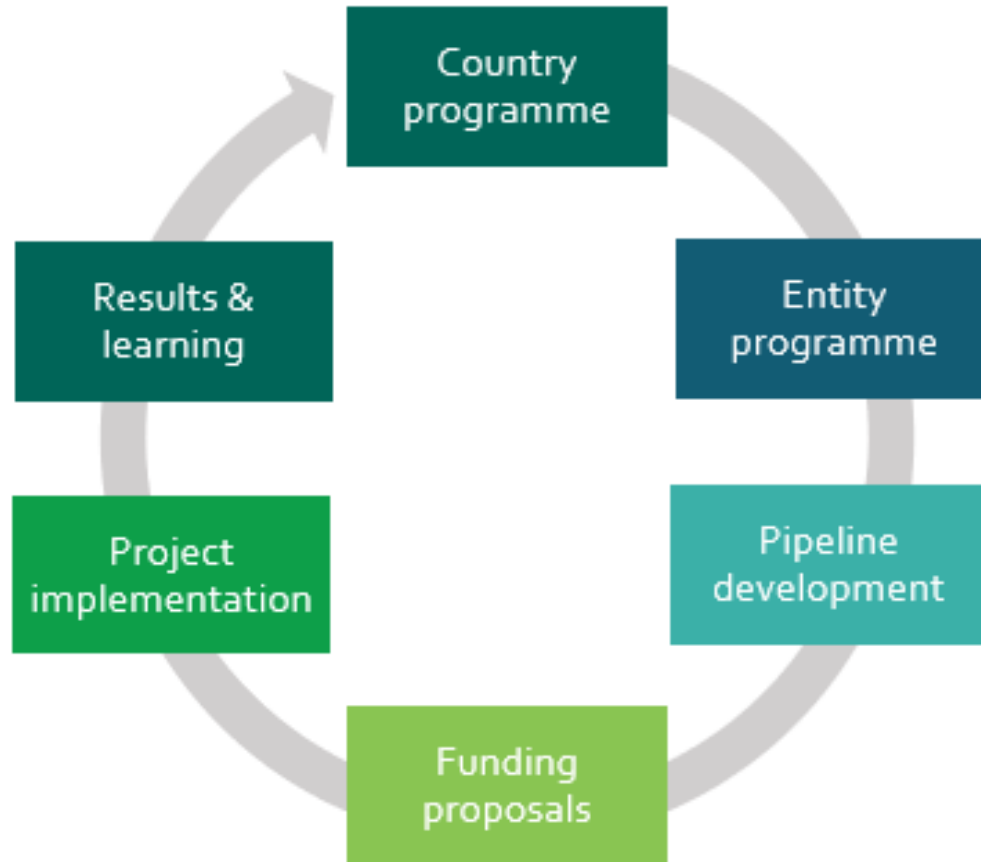 Country
programme
Entity
programme
Pipeline
development
Funding
proposals
Project
implementation
Results &
learning